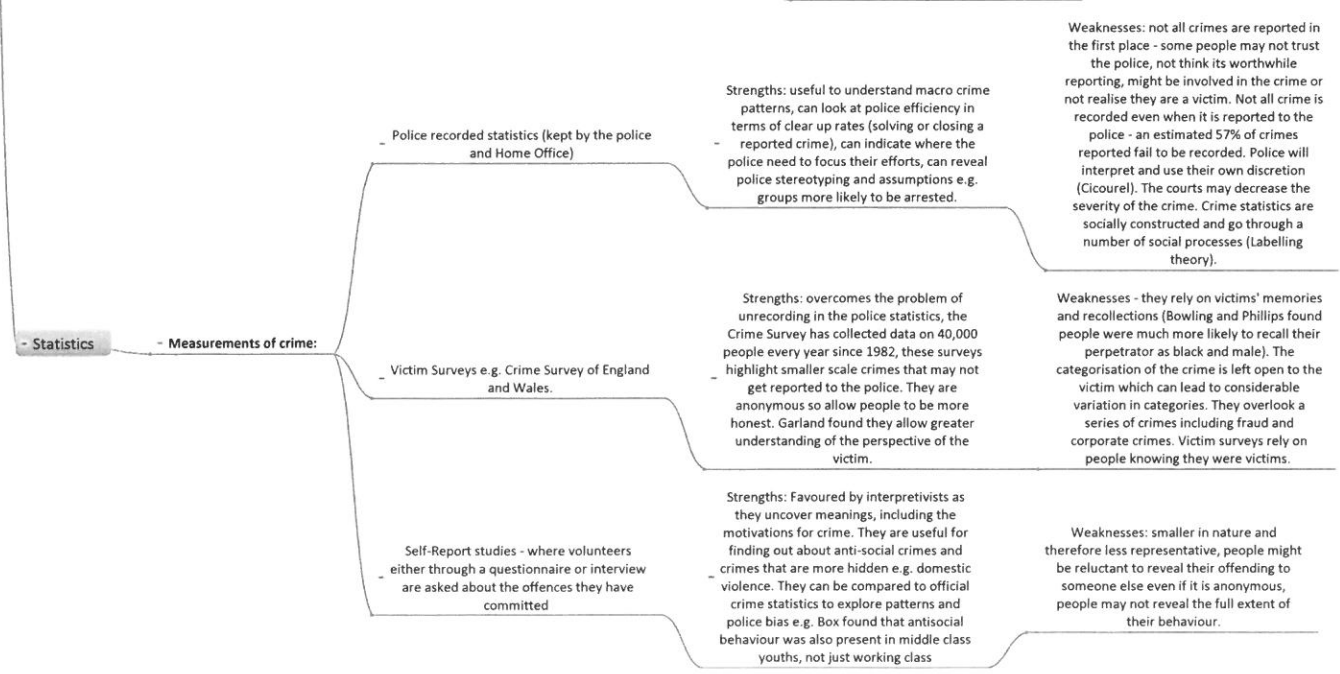 - Statistics
- Measurements of crime:
- Police recorded statistics (kept by the police
and Home Office)
Strengths: useful to understand macro crime
patterns, can look at police efficiency in
terms of clear up rates (solving or closing a
- reported crime), can indicate where the
police need to focus their efforts, can reveal
police stereotyping and assumptions e.g.
groups more likely to be arrested.
Weaknesses: not all crimes are reported in
the first place - some people may not trust
the police, not think its worthwhile
reporting, might be involved in the crime or
not realise they are a victim. Not all crime is
recorded even when it is reported to the
police - an estimated 57% of crimes
reported fail to be recorded. Police will
interpret and use their own discretion
(Cicourel). The courts may decrease the
severity of the crime. Crime statistics are
socially constructed and go through a
number of social processes (Labelling
theory).
- Victim Surveys e.g. Crime Survey of England
and Wales.
Strengths: overcomes the problem of
unrecording in the police statistics, the
Crime Survey has collected data on 40,000
people every year since 1982, these surveys
- highlight smaller scale crimes that may not
get reported to the police. They are
anonymous so allow people to be more
honest. Garland found they allow greater
understanding of the perspective of the
victim.
Weaknesses - they rely on victims' memories
and recollections (Bowling and Phillips found
people were much more likely to recall their
perpetrator as black and male). The
categorisation of the crime is left open to the
victim which can lead to considerable
variation in categories. They overlook a
series of crimes including fraud and
corporate crimes. Victim surveys rely on
people knowing they were victims.
Self-Report studies - where volunteers
- either through a questionnaire or interview
are asked about the offences they have
committed
Strengths: Favoured by interpretivists as
they uncover meanings, including the
motivations for crime. They are useful for
finding out about anti-social crimes and
- crimes that are more hidden e.g. domestic
violence. They can be compared to official
crime statistics to explore patterns and
police bias e.g. Box found that antisocial
behaviour was also present in middle class
youths, not just working class
Weaknesses: smaller in nature and
therefore less representative, people might
be reluctant to reveal their offending to
someone else even if it is anonymous,
people may not reveal the full extent of
their behaviour.